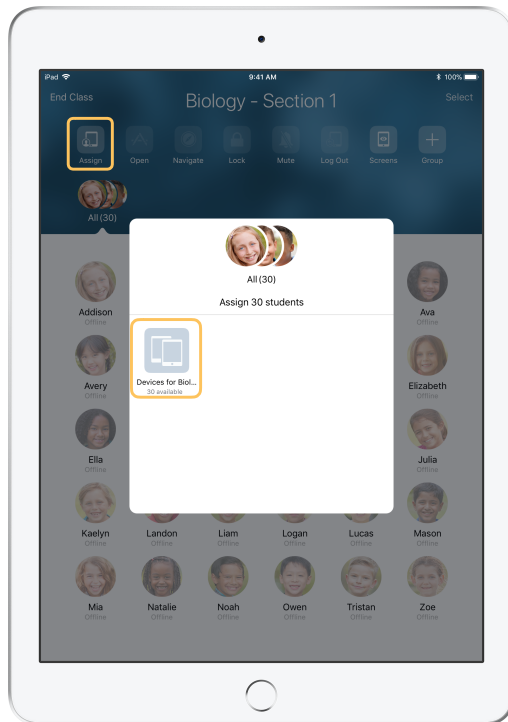 iPad 9:41 AM 100%
End Class Biology - Section 1 Select
Assign Open Navigate Lock Mute Log Out Screens Group
All (30)
All (30)
Assign 30 students
Devices for Biol...
30 available
Addison Ava
Offline Offline
Avery Elizabeth
Offline Offline
Ella Julia
Offline Offline
Kaelyn Landon Liam Logan Lucas Mason
Offline Offline Offline Offline Offline Offline
Mia Natalie Noah Owen Tristan Zoe
Offline Offline Offline Offline Offline Offline